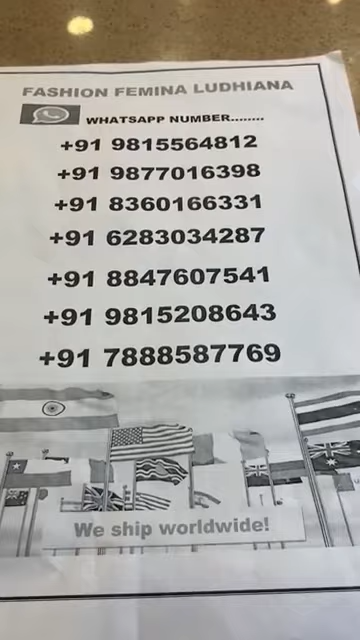 FASHION FEMINA LUDHIANA
WHATSAPP NUMBER........
+91 9815564812
+91 9877016398
+91 8360166331
+91 6283034287
+91 8847607541
+91 9815208643
+91 7888587769
We ship worldwide!